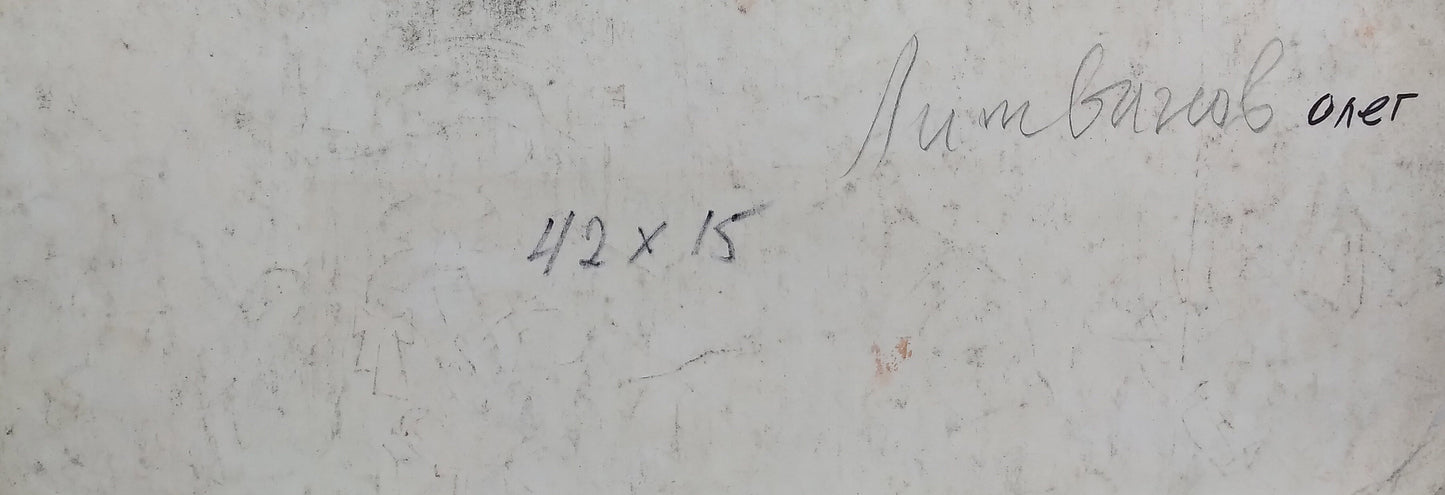 Литвинов олег
42 x 15